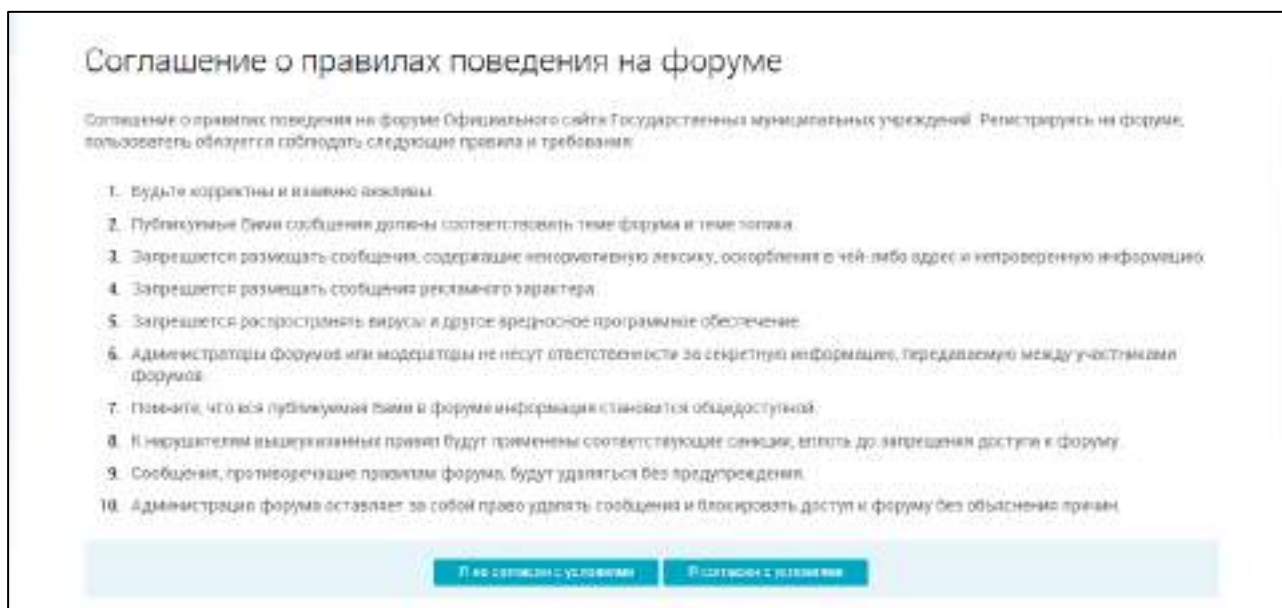 Соглашение о правилах поведения на форуме
Соглашение о правилах поведения на форуме Официального сайта Государственных муниципальных учреждений. Регистрируясь на форуме,
пользователь обязуется соблюдать следующие правила и требования:
1. Будьте корректны и взаимно вежливы.
2. Публикуемые Вами сообщения должны соответствовать теме форума и теме топика.
3. Запрещается размещать сообщения, содержащие ненормативную лексику, оскорбления в чей-либо адрес и непроверенную информацию.
4. Запрещается размещать сообщения рекламного характера.
5. Запрещается распространять вирусы и другое вредносное программное обеспечение.
6. Администраторы форумов или модераторы не несут ответственности за секретную информацию, передаваемую между участниками
форумов.
7. Помните, что вся публикуемая Вами в форуме информация становится общедоступной.
8. К нарушителям вышеуказанных правил будут применены соответствующие санкции, вплоть до запрещения доступа к форуму.
9. Сообщения, противоречащие правилам форума, будут удаляться без предупреждения.
10. Администрация форума оставляет за собой право удалять сообщения и блокировать доступ к форуму без объяснения причин.
Я не согласен с условиями Я согласен с условиями